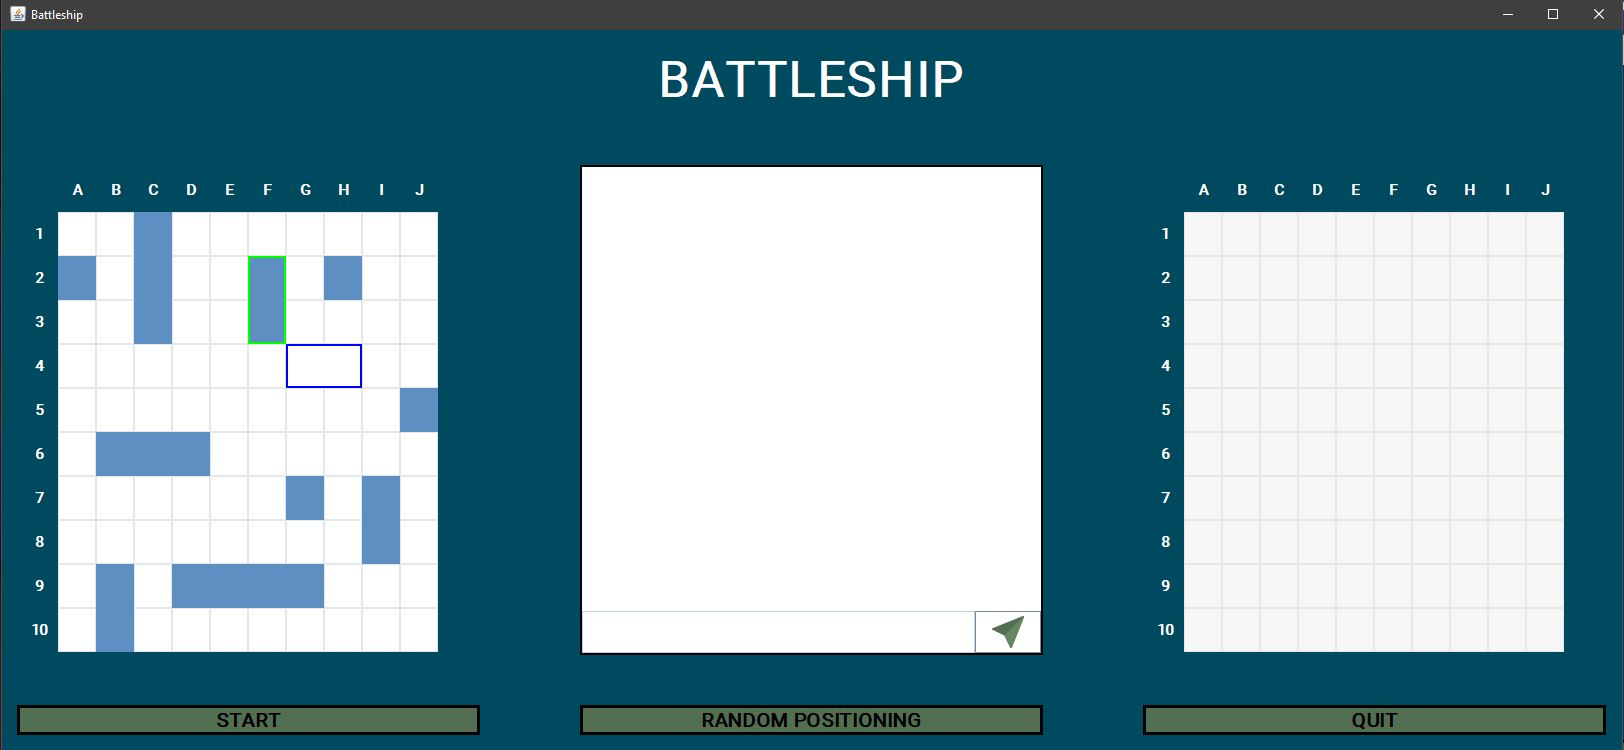 Battleship
BATTLESHIP
A B C D E F G H I J
1
2
3
4
5
6
7
8
9
10
A B C D E F G H I J
1
2
3
4
5
6
7
8
9
10
START
RANDOM POSITIONING
QUIT